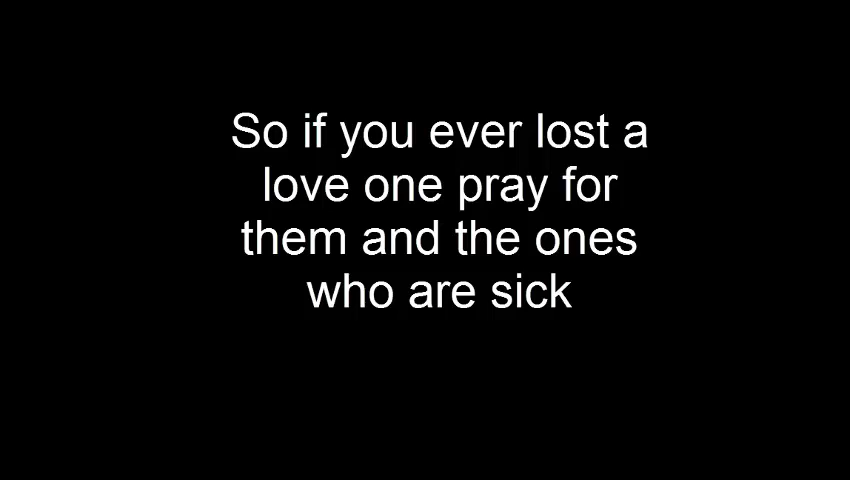 So if you ever lost a
love one pray for
them and the ones
who are sick